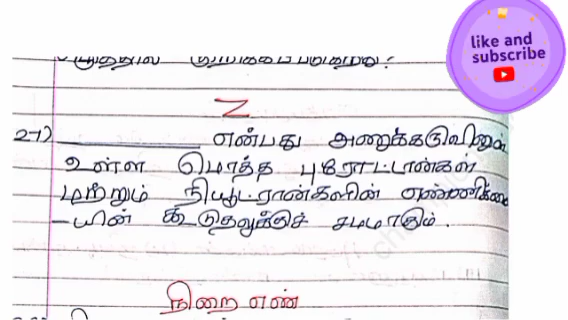 like and
subscribe
Z
27) ________ என்பது அணுக்கருவினுள்
உள்ள மொத்த புரோட்டான்கள்
மற்றும் நியூட்ரான்களின் எண்ணிக்கை
-யின் கூடுதலுக்குச் சமமாகும்.
நிறை எண்